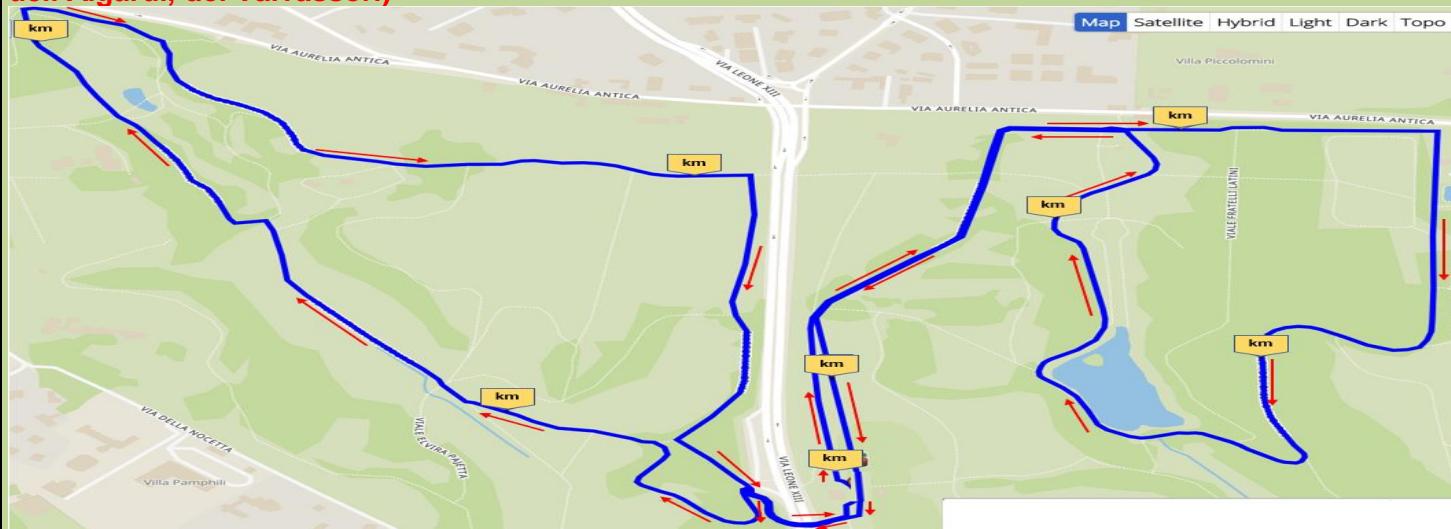 Map Satellite Hybrid Light Dark Topo
km
VIA AURELIA ANTICA
VIA LEONE XIII
Villa Piccolomini
VIA AURELIA ANTICA
VIA AURELIA ANTICA
km
VIA AURELIA ANTICA
km
km
VIALE FRATELLI LATINI
km
km
km
VIA DELLA NOCETTA
VIALE ELVIRA PAJETTA
km
VIA LEONE XIII
Villa Pamphili